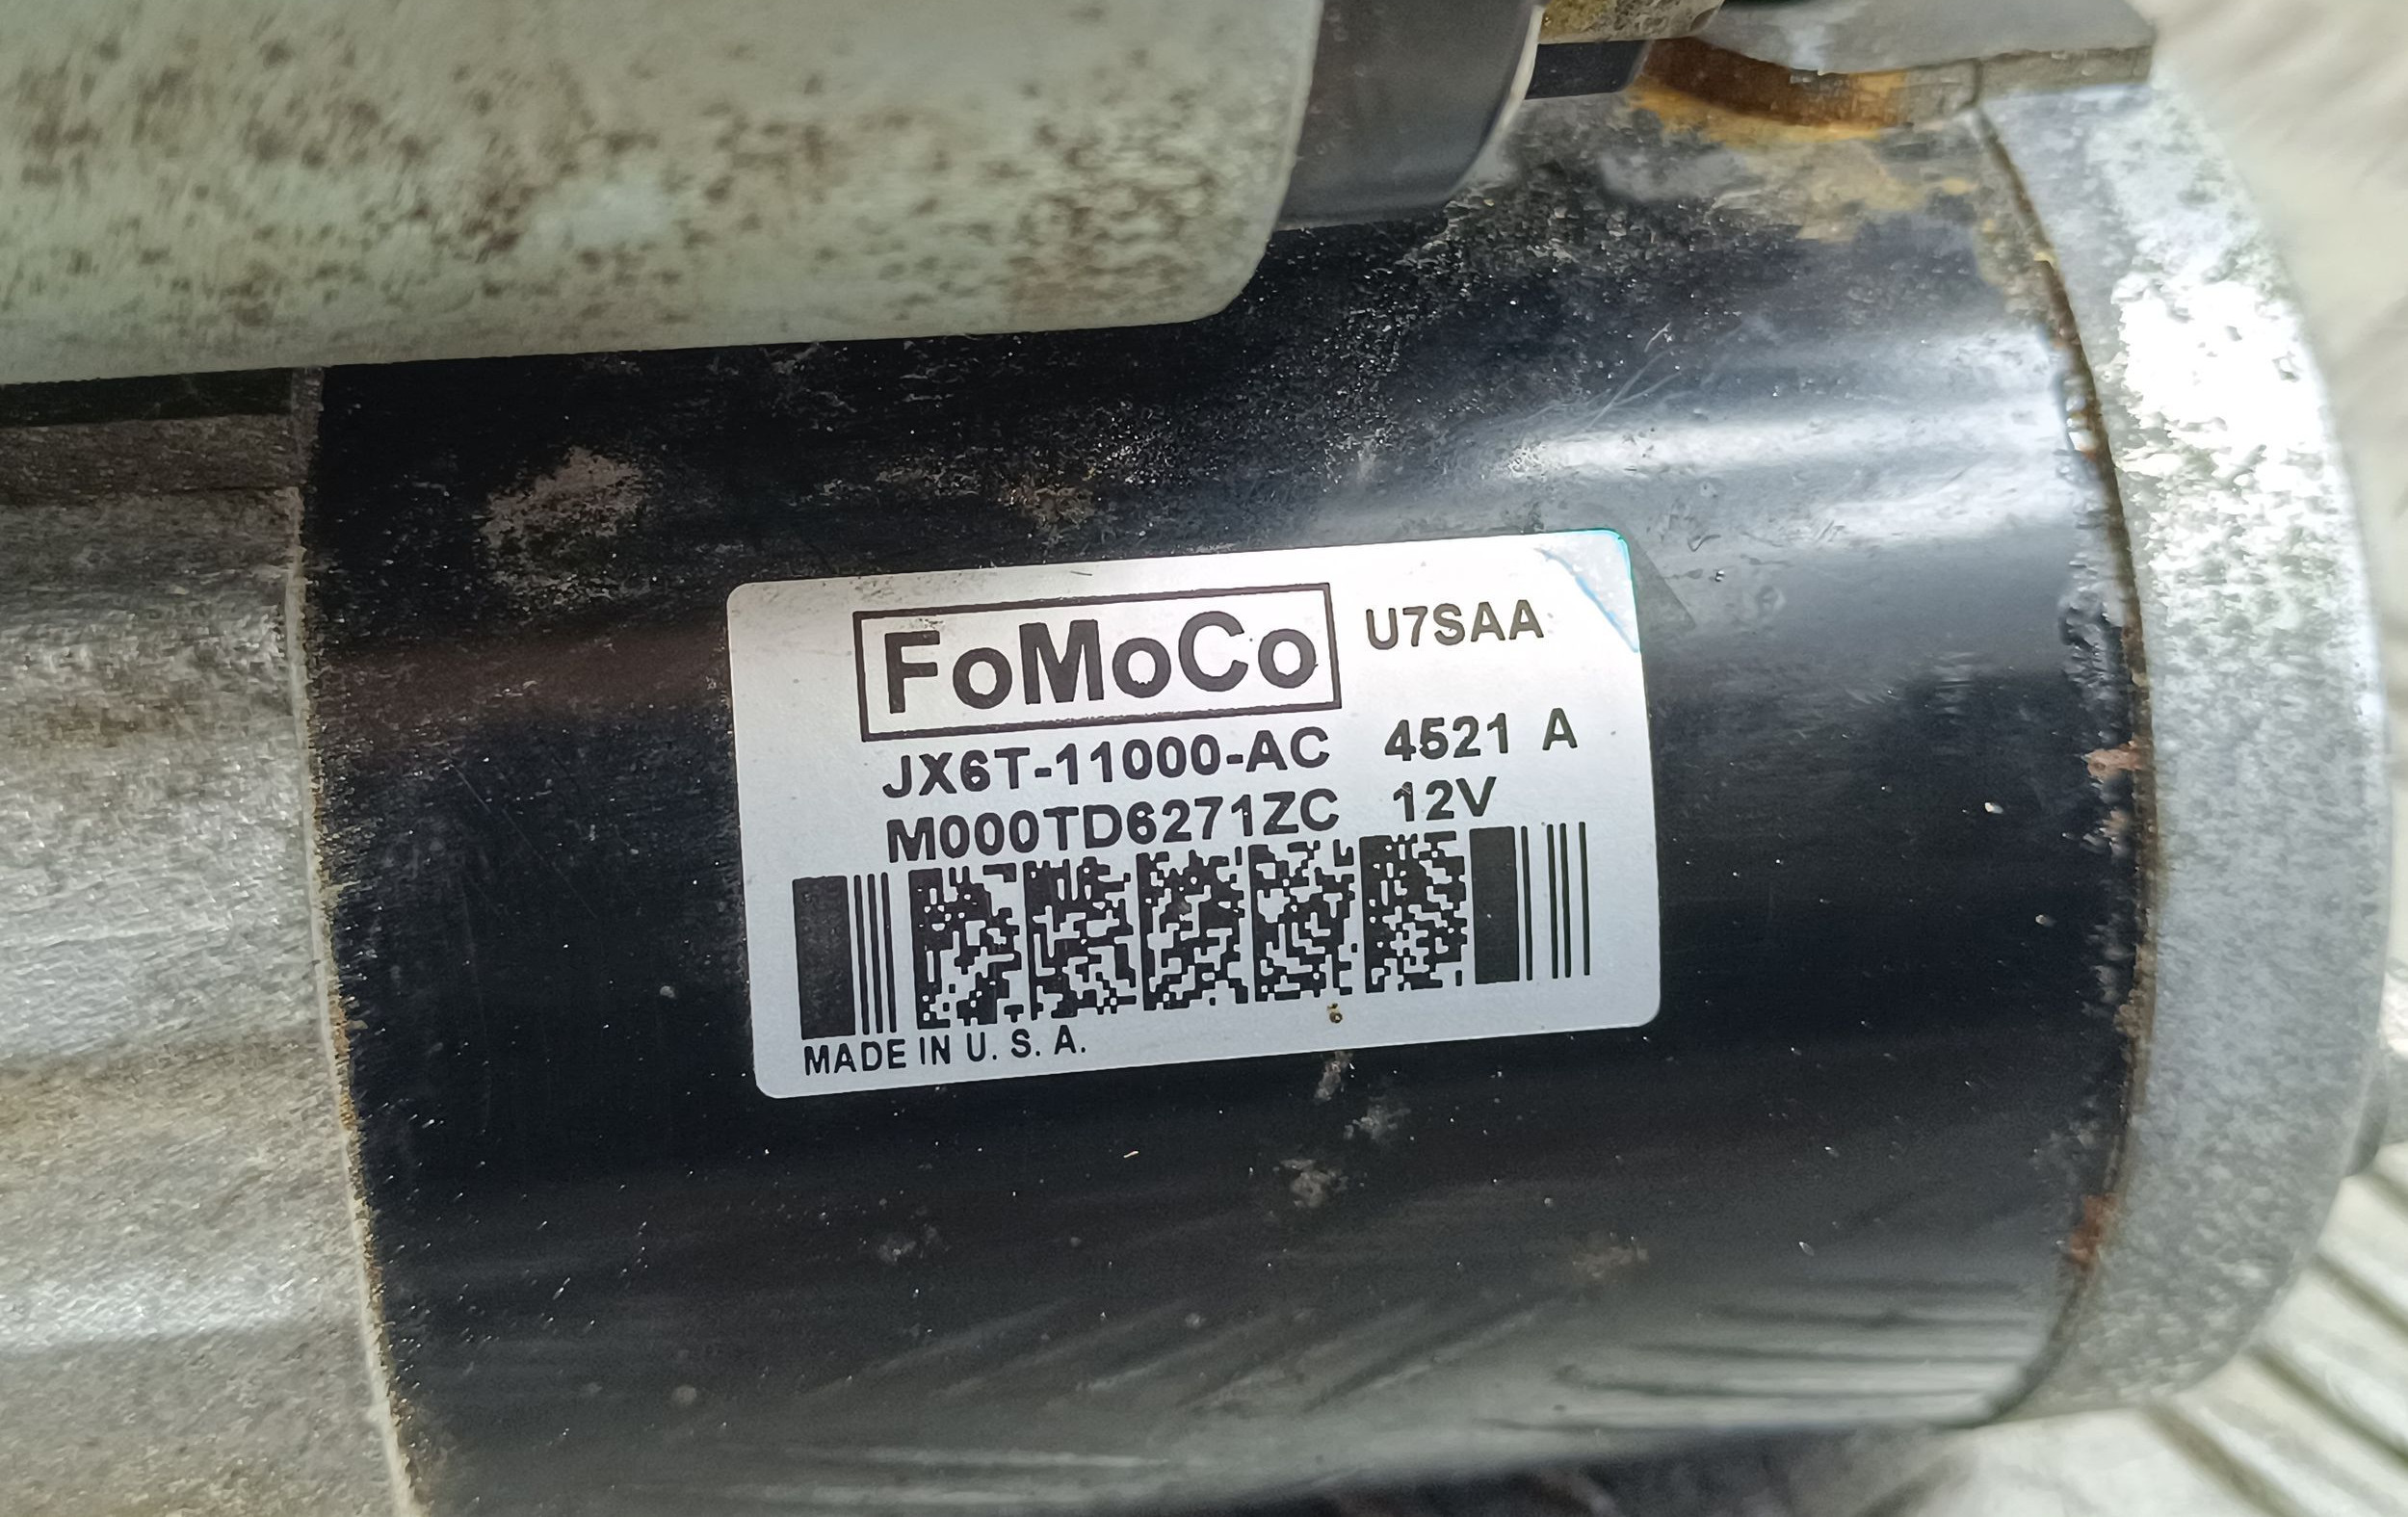 FoMoCo U7SAA
JX6T-11000-AC 4521 A
M000TD6271ZC 12V
MADE IN U. S. A.